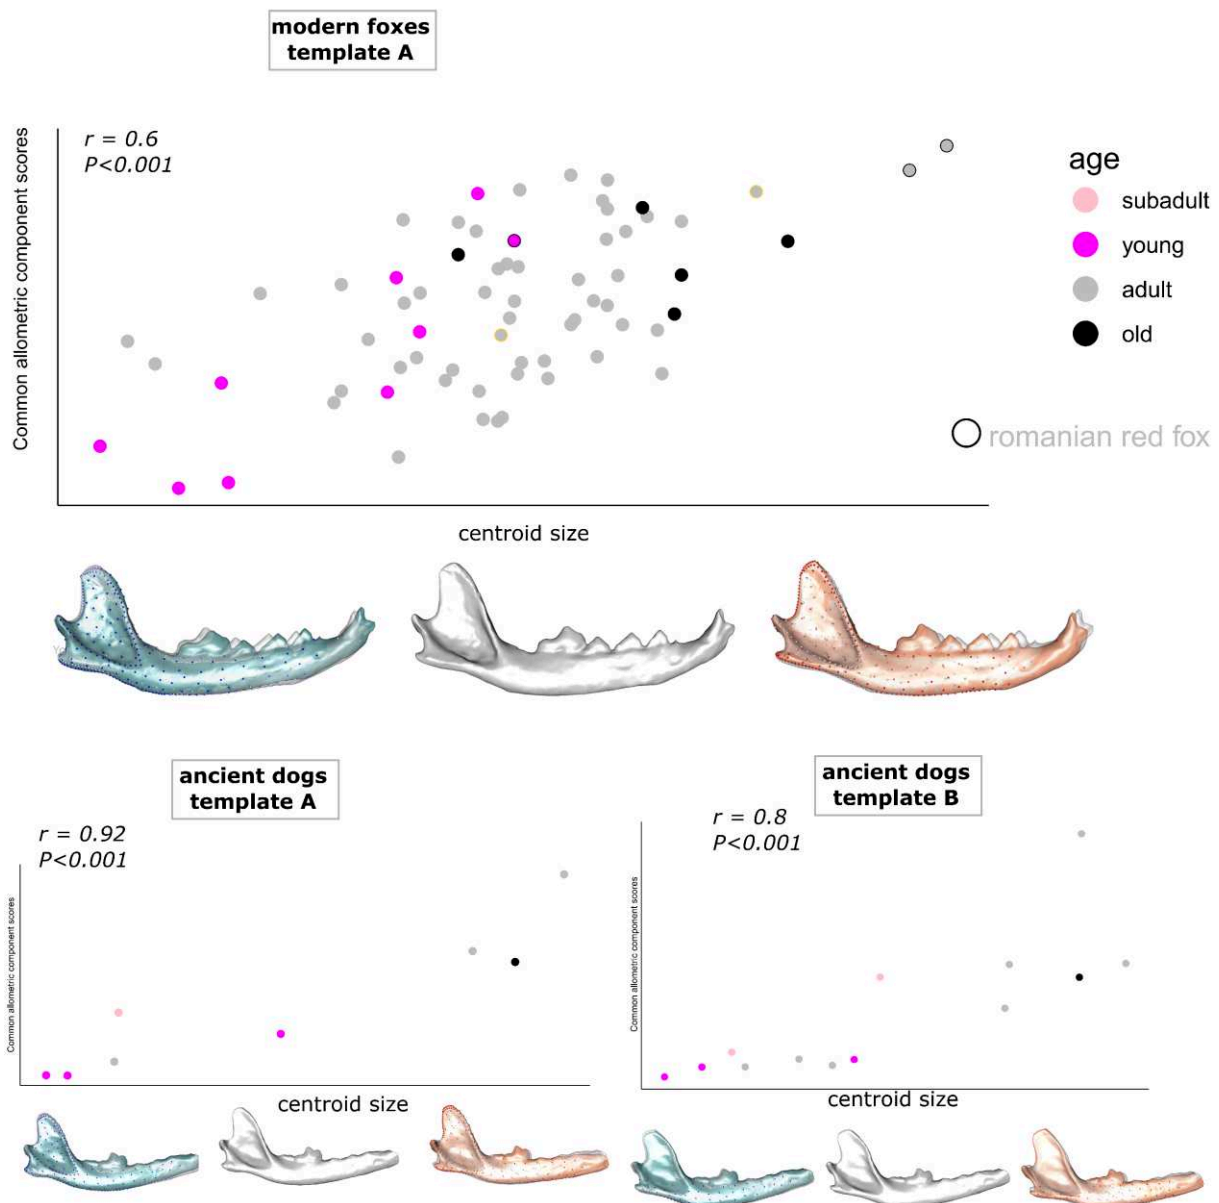 modern foxes
template A
Common allometric component scores
r = 0.6
P<0.001
age
subadult
young
adult
old
romanian red fox
centroid size
ancient dogs
template A
r = 0.92
P<0.001
Common allometric component scores
centroid size
ancient dogs
template B
r = 0.8
P<0.001
Common allometric component scores
centroid size